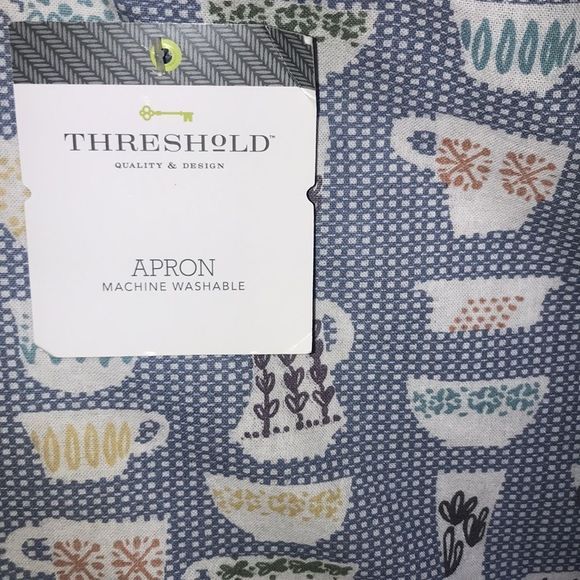 THRESHOLD™
QUALITY & DESIGN
APRON
MACHINE WASHABLE